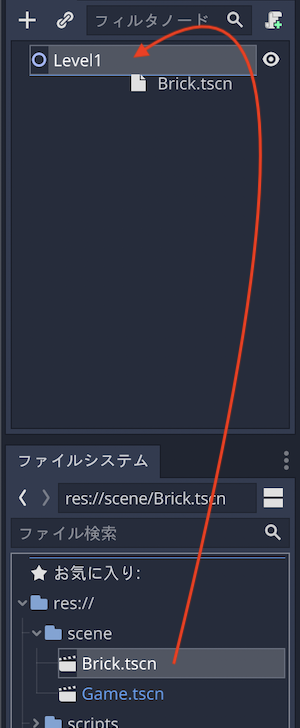 フィルタノード
Level1
Brick.tscn
ファイルシステム
res://scene/Brick.tscn
ファイル検索
お気に入り:
res://
scene
Brick.tscn
Game.tscn
scripts